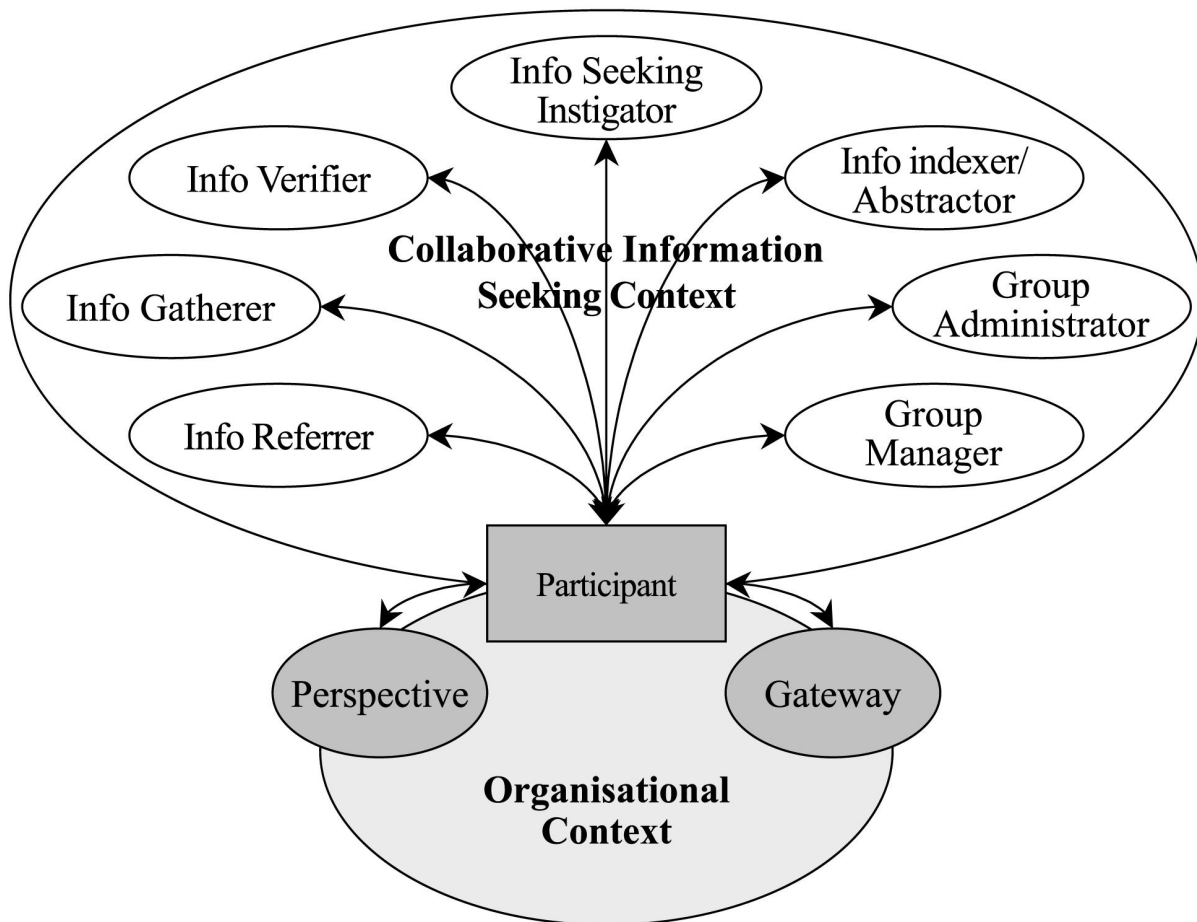 Info Seeking
Instigator
Info Verifier
Info indexer/
Abstractor
Collaborative Information
Seeking Context
Info Gatherer
Group
Administrator
Info Referrer
Group
Manager
Participant
Perspective
Gateway
Organisational
Context